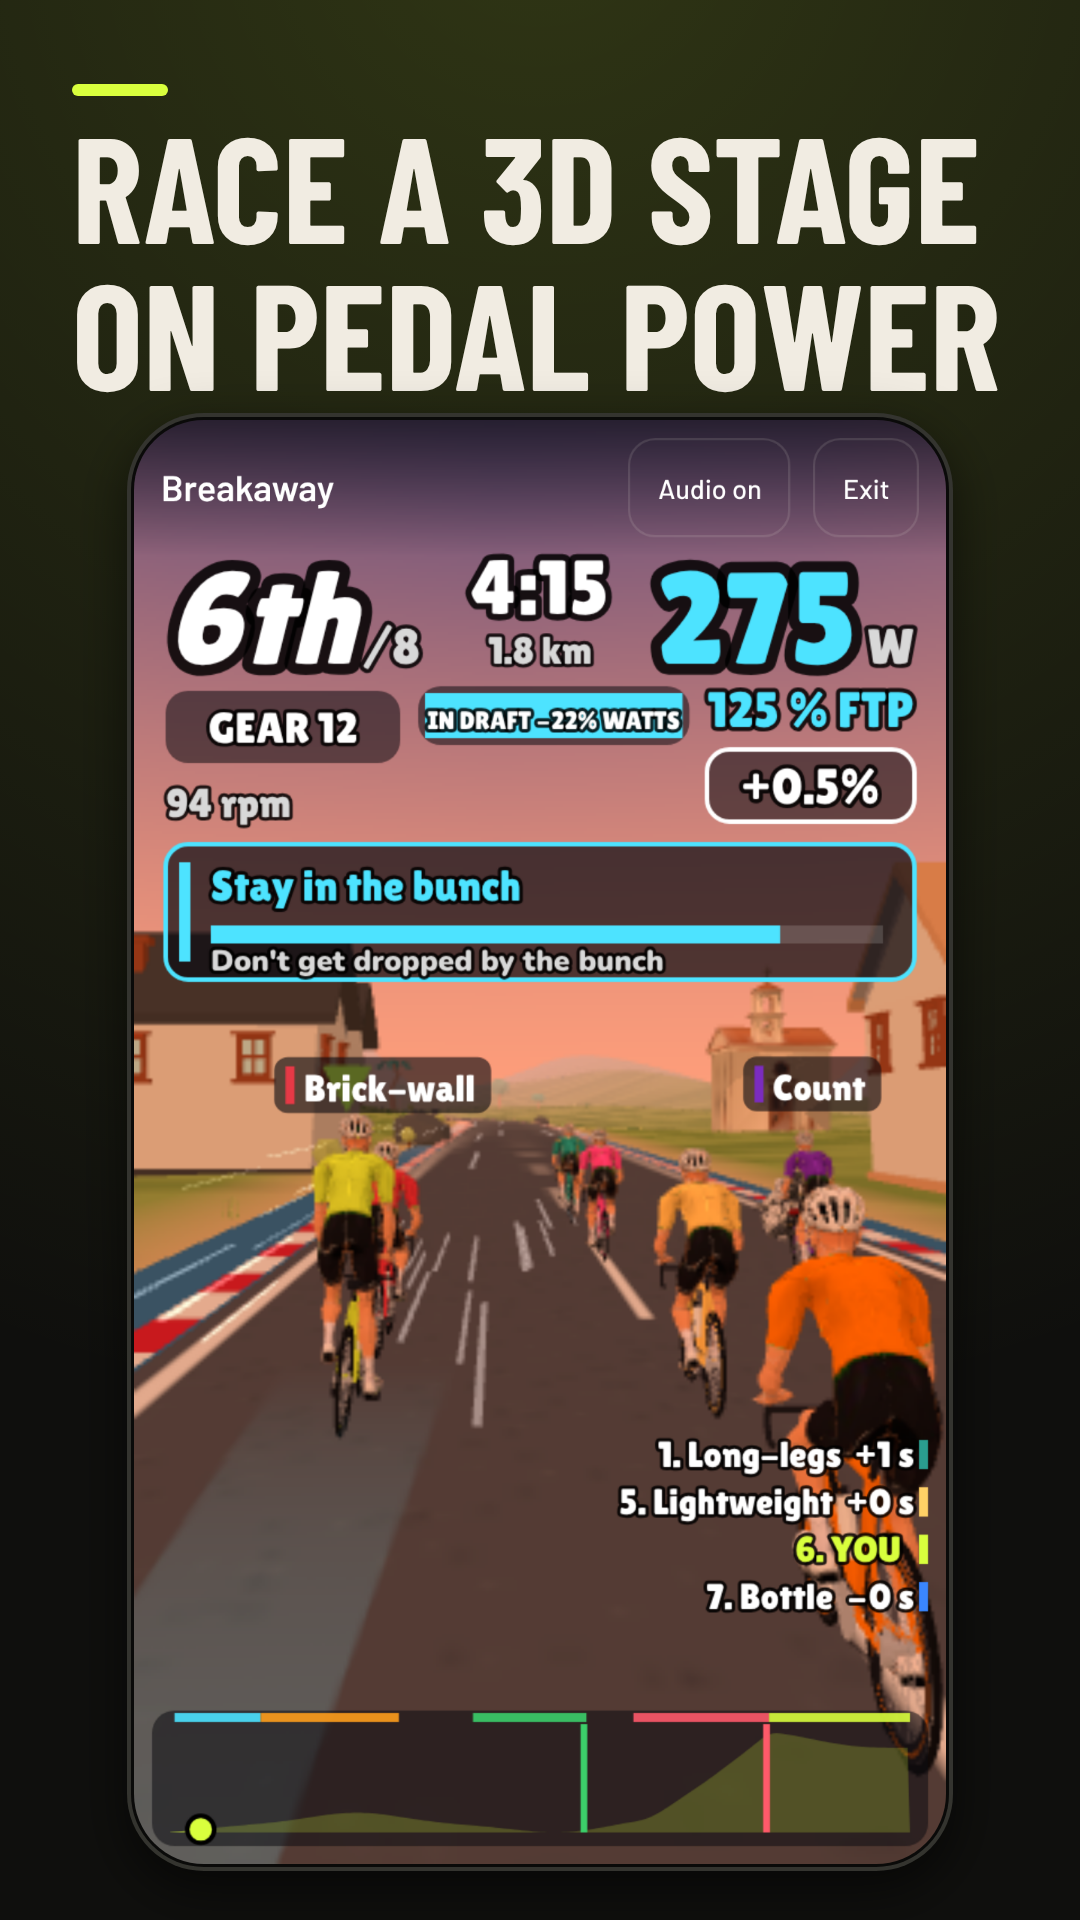 RACE A 3D STAGE
ON PEDAL POWER
Breakaway
Audio on
Exit
6th/8
4:15
1.8 km
275 W
GEAR 12
IN DRAFT -22% WATTS
125 % FTP
+0.5%
94 rpm
Stay in the bunch
Don't get dropped by the bunch
Brick-wall
Count
1. Long-legs +1 s
5. Lightweight +0 s
6. YOU
7. Bottle -0 s